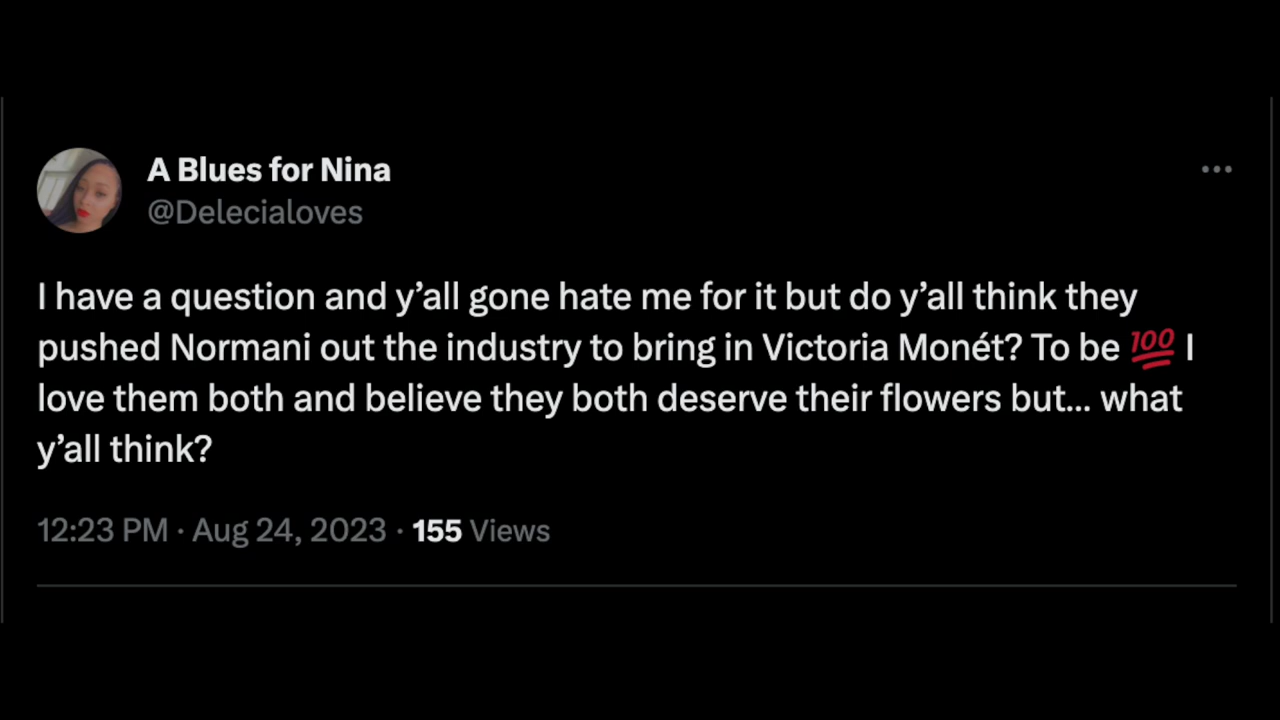 A Blues for Nina
@Delecialoves
I have a question and y’all gone hate me for it but do y’all think they
pushed Normani out the industry to bring in Victoria Monét? To be 💯 I
love them both and believe they both deserve their flowers but... what
y’all think?
12:23 PM · Aug 24, 2023 · 155 Views